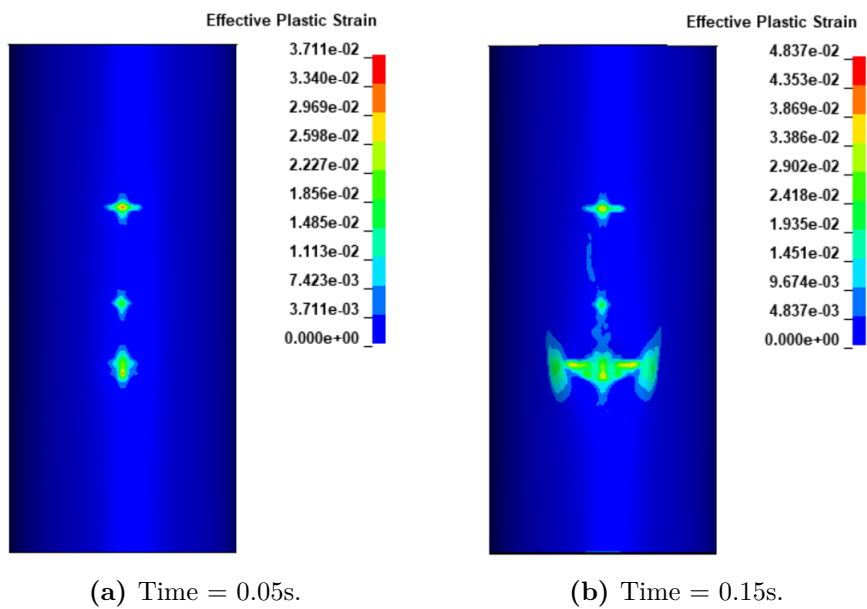 Effective Plastic Strain
3.711e-02
3.340e-02
2.969e-02
2.598e-02
2.227e-02
1.856e-02
1.485e-02
1.113e-02
7.423e-03
3.711e-03
0.000e+00
(a) Time = 0.05s.
Effective Plastic Strain
4.837e-02
4.353e-02
3.869e-02
3.386e-02
2.902e-02
2.418e-02
1.935e-02
1.451e-02
9.674e-03
4.837e-03
0.000e+00
(b) Time = 0.15s.